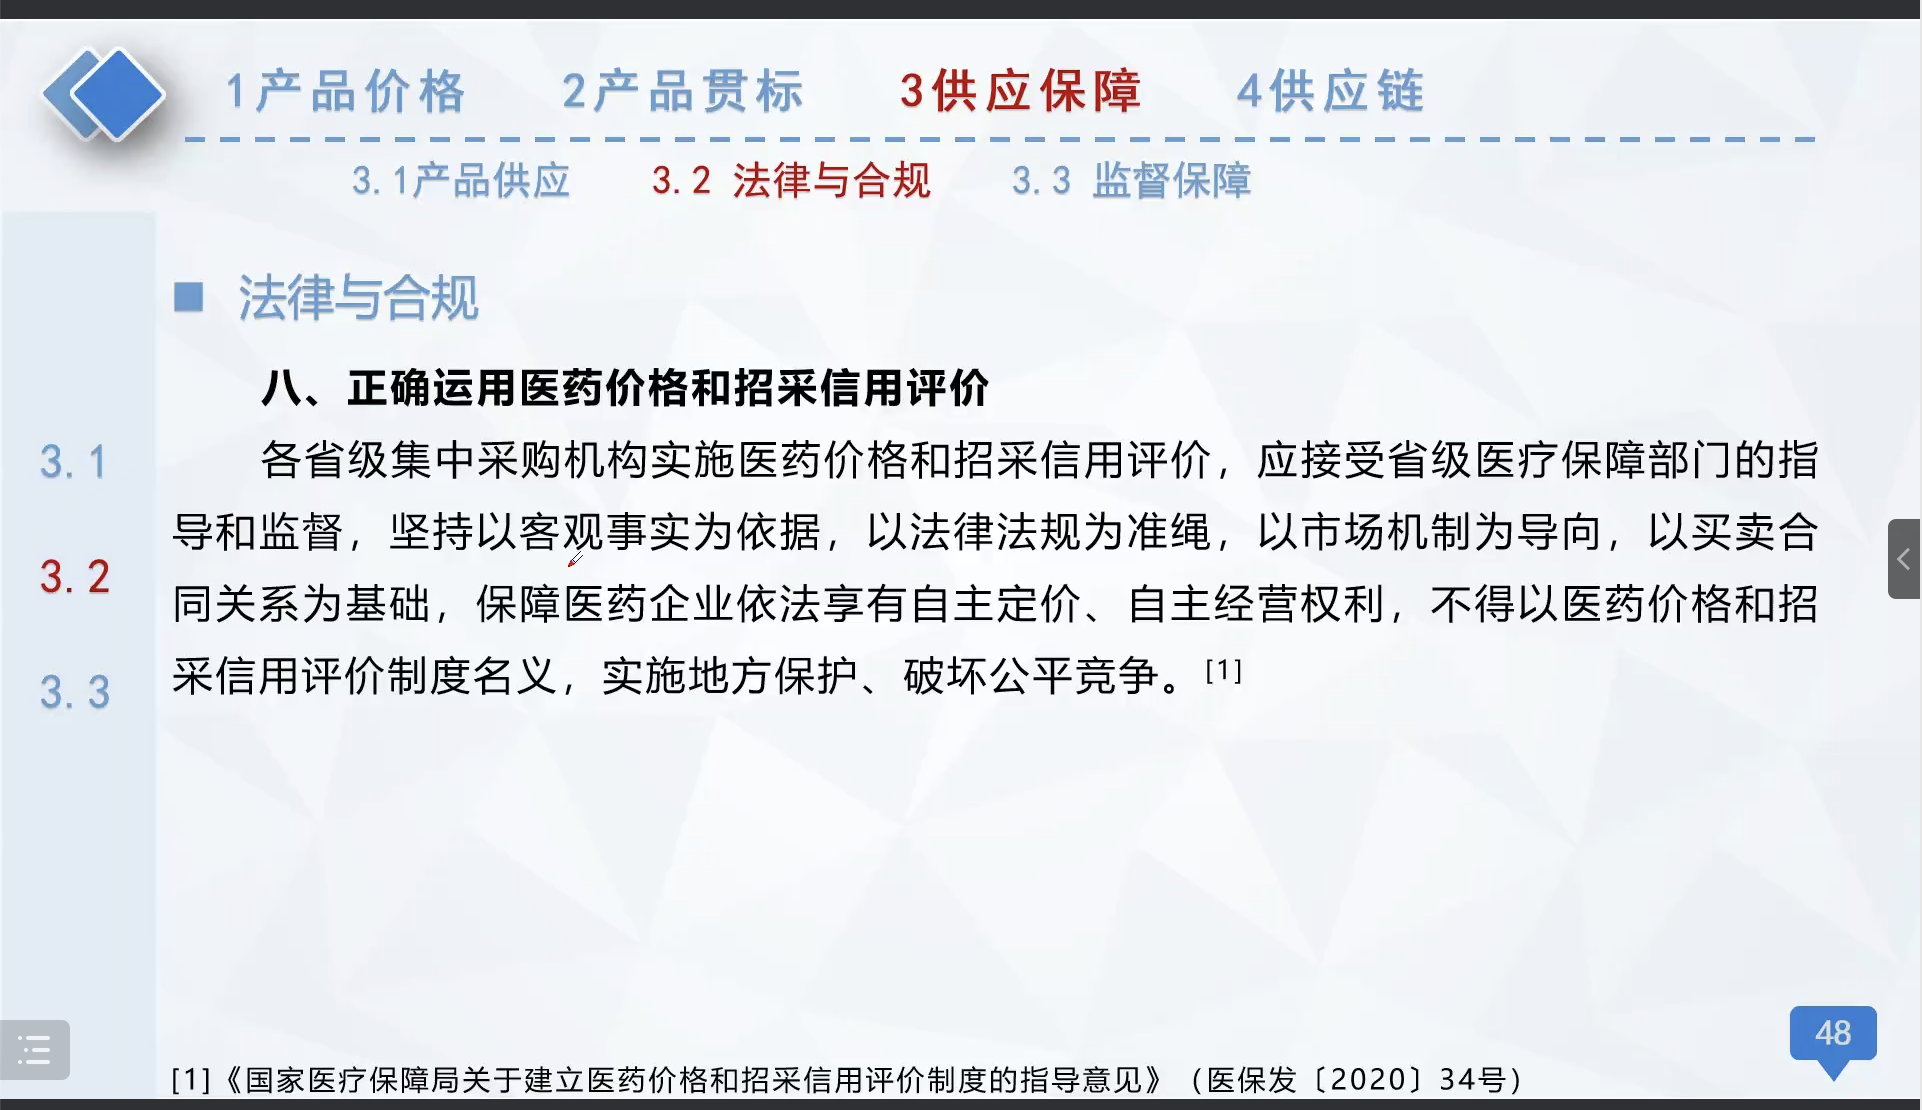 1产品价格 2产品贯标 3供应保障 4供应链
3.1产品供应 3.2 法律与合规 3.3 监督保障
法律与合规
八、正确运用医药价格和招采信用评价
3.1
3.2
3.3
各省级集中采购机构实施医药价格和招采信用评价，应接受省级医疗保障部门的指
导和监督，坚持以客观事实为依据，以法律法规为准绳，以市场机制为导向，以买卖合
同关系为基础，保障医药企业依法享有自主定价、自主经营权利，不得以医药价格和招
采信用评价制度名义，实施地方保护、破坏公平竞争。[1]
48
[1]《国家医疗保障局关于建立医药价格和招采信用评价制度的指导意见》（医保发〔2020〕34号）